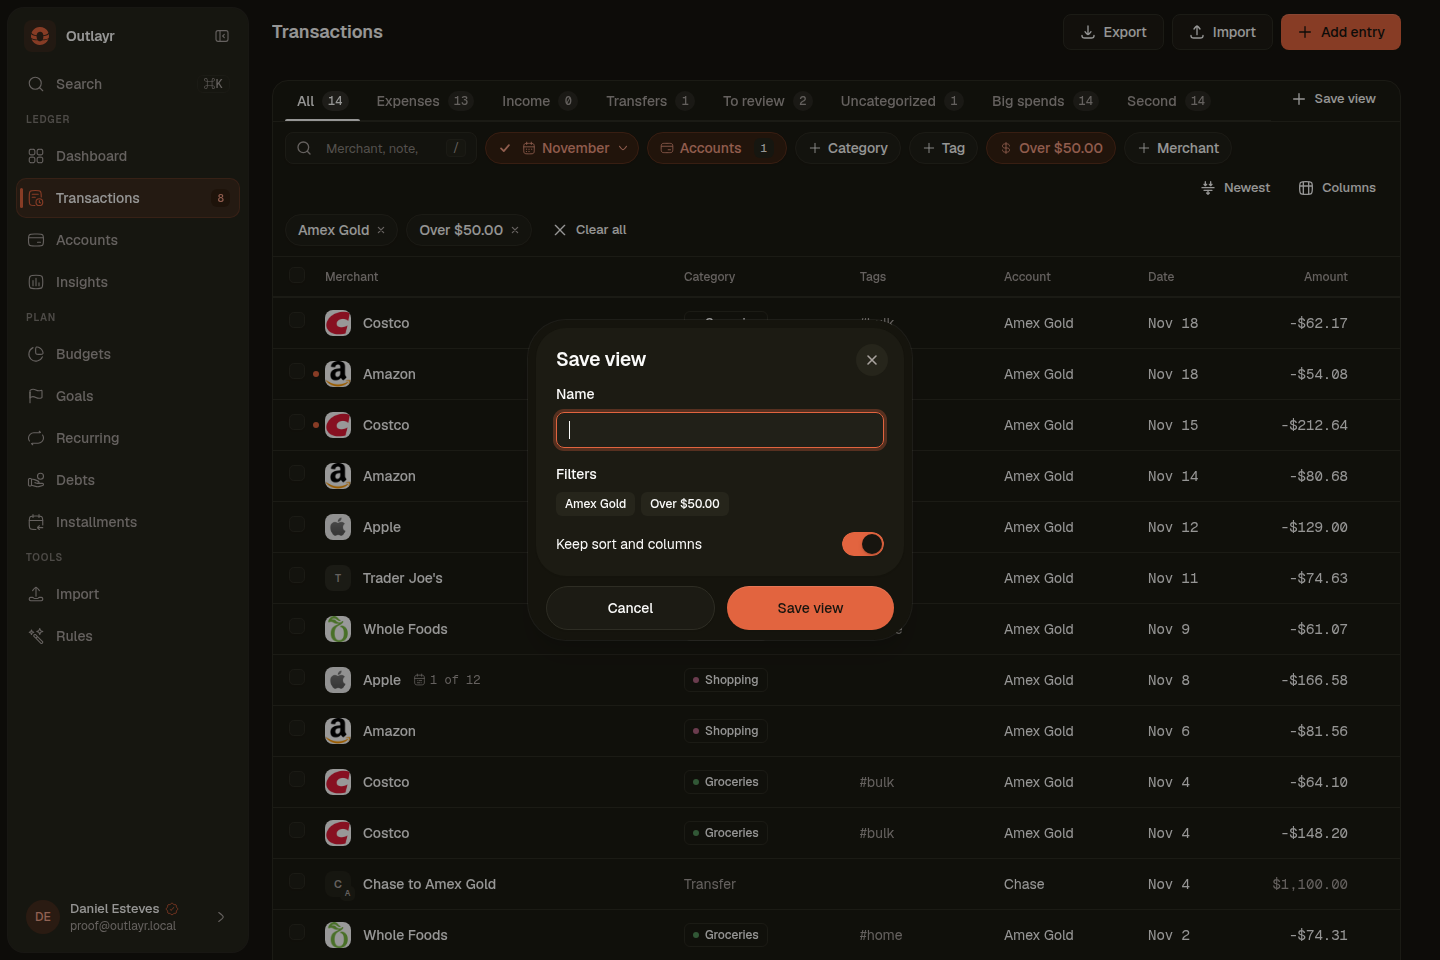 Outlayr
Search ⌘K
LEDGER
Dashboard
Transactions 8
Accounts
Insights
PLAN
Budgets
Goals
Recurring
Debts
Installments
TOOLS
Import
Rules
DE Daniel Esteves
proof@outlayr.local
Transactions
Export Import Add entry
All 14 Expenses 13 Income 0 Transfers 1 To review 2 Uncategorized 1 Big spends 14 Second 14 Save view
Merchant, note, / November Accounts 1 Category Tag Over $50.00 Merchant
Newest Columns
Amex Gold Over $50.00 Clear all
Merchant Category Tags Account Date Amount
Costco Amex Gold Nov 18 -$62.17
Amazon Amex Gold Nov 18 -$54.08
Costco Amex Gold Nov 15 -$212.64
Amazon Amex Gold Nov 14 -$80.68
Apple Amex Gold Nov 12 -$129.00
T Trader Joe's Amex Gold Nov 11 -$74.63
Whole Foods Amex Gold Nov 9 -$61.07
Apple 1 of 12 Shopping Amex Gold Nov 8 -$166.58
Amazon Shopping Amex Gold Nov 6 -$81.56
Costco Groceries #bulk Amex Gold Nov 4 -$64.10
Costco Groceries #bulk Amex Gold Nov 4 -$148.20
C A Chase to Amex Gold Transfer Chase Nov 4 $1,100.00
Whole Foods Groceries #home Amex Gold Nov 2 -$74.31
Save view
Name
Filters
Amex Gold Over $50.00
Keep sort and columns
Cancel Save view